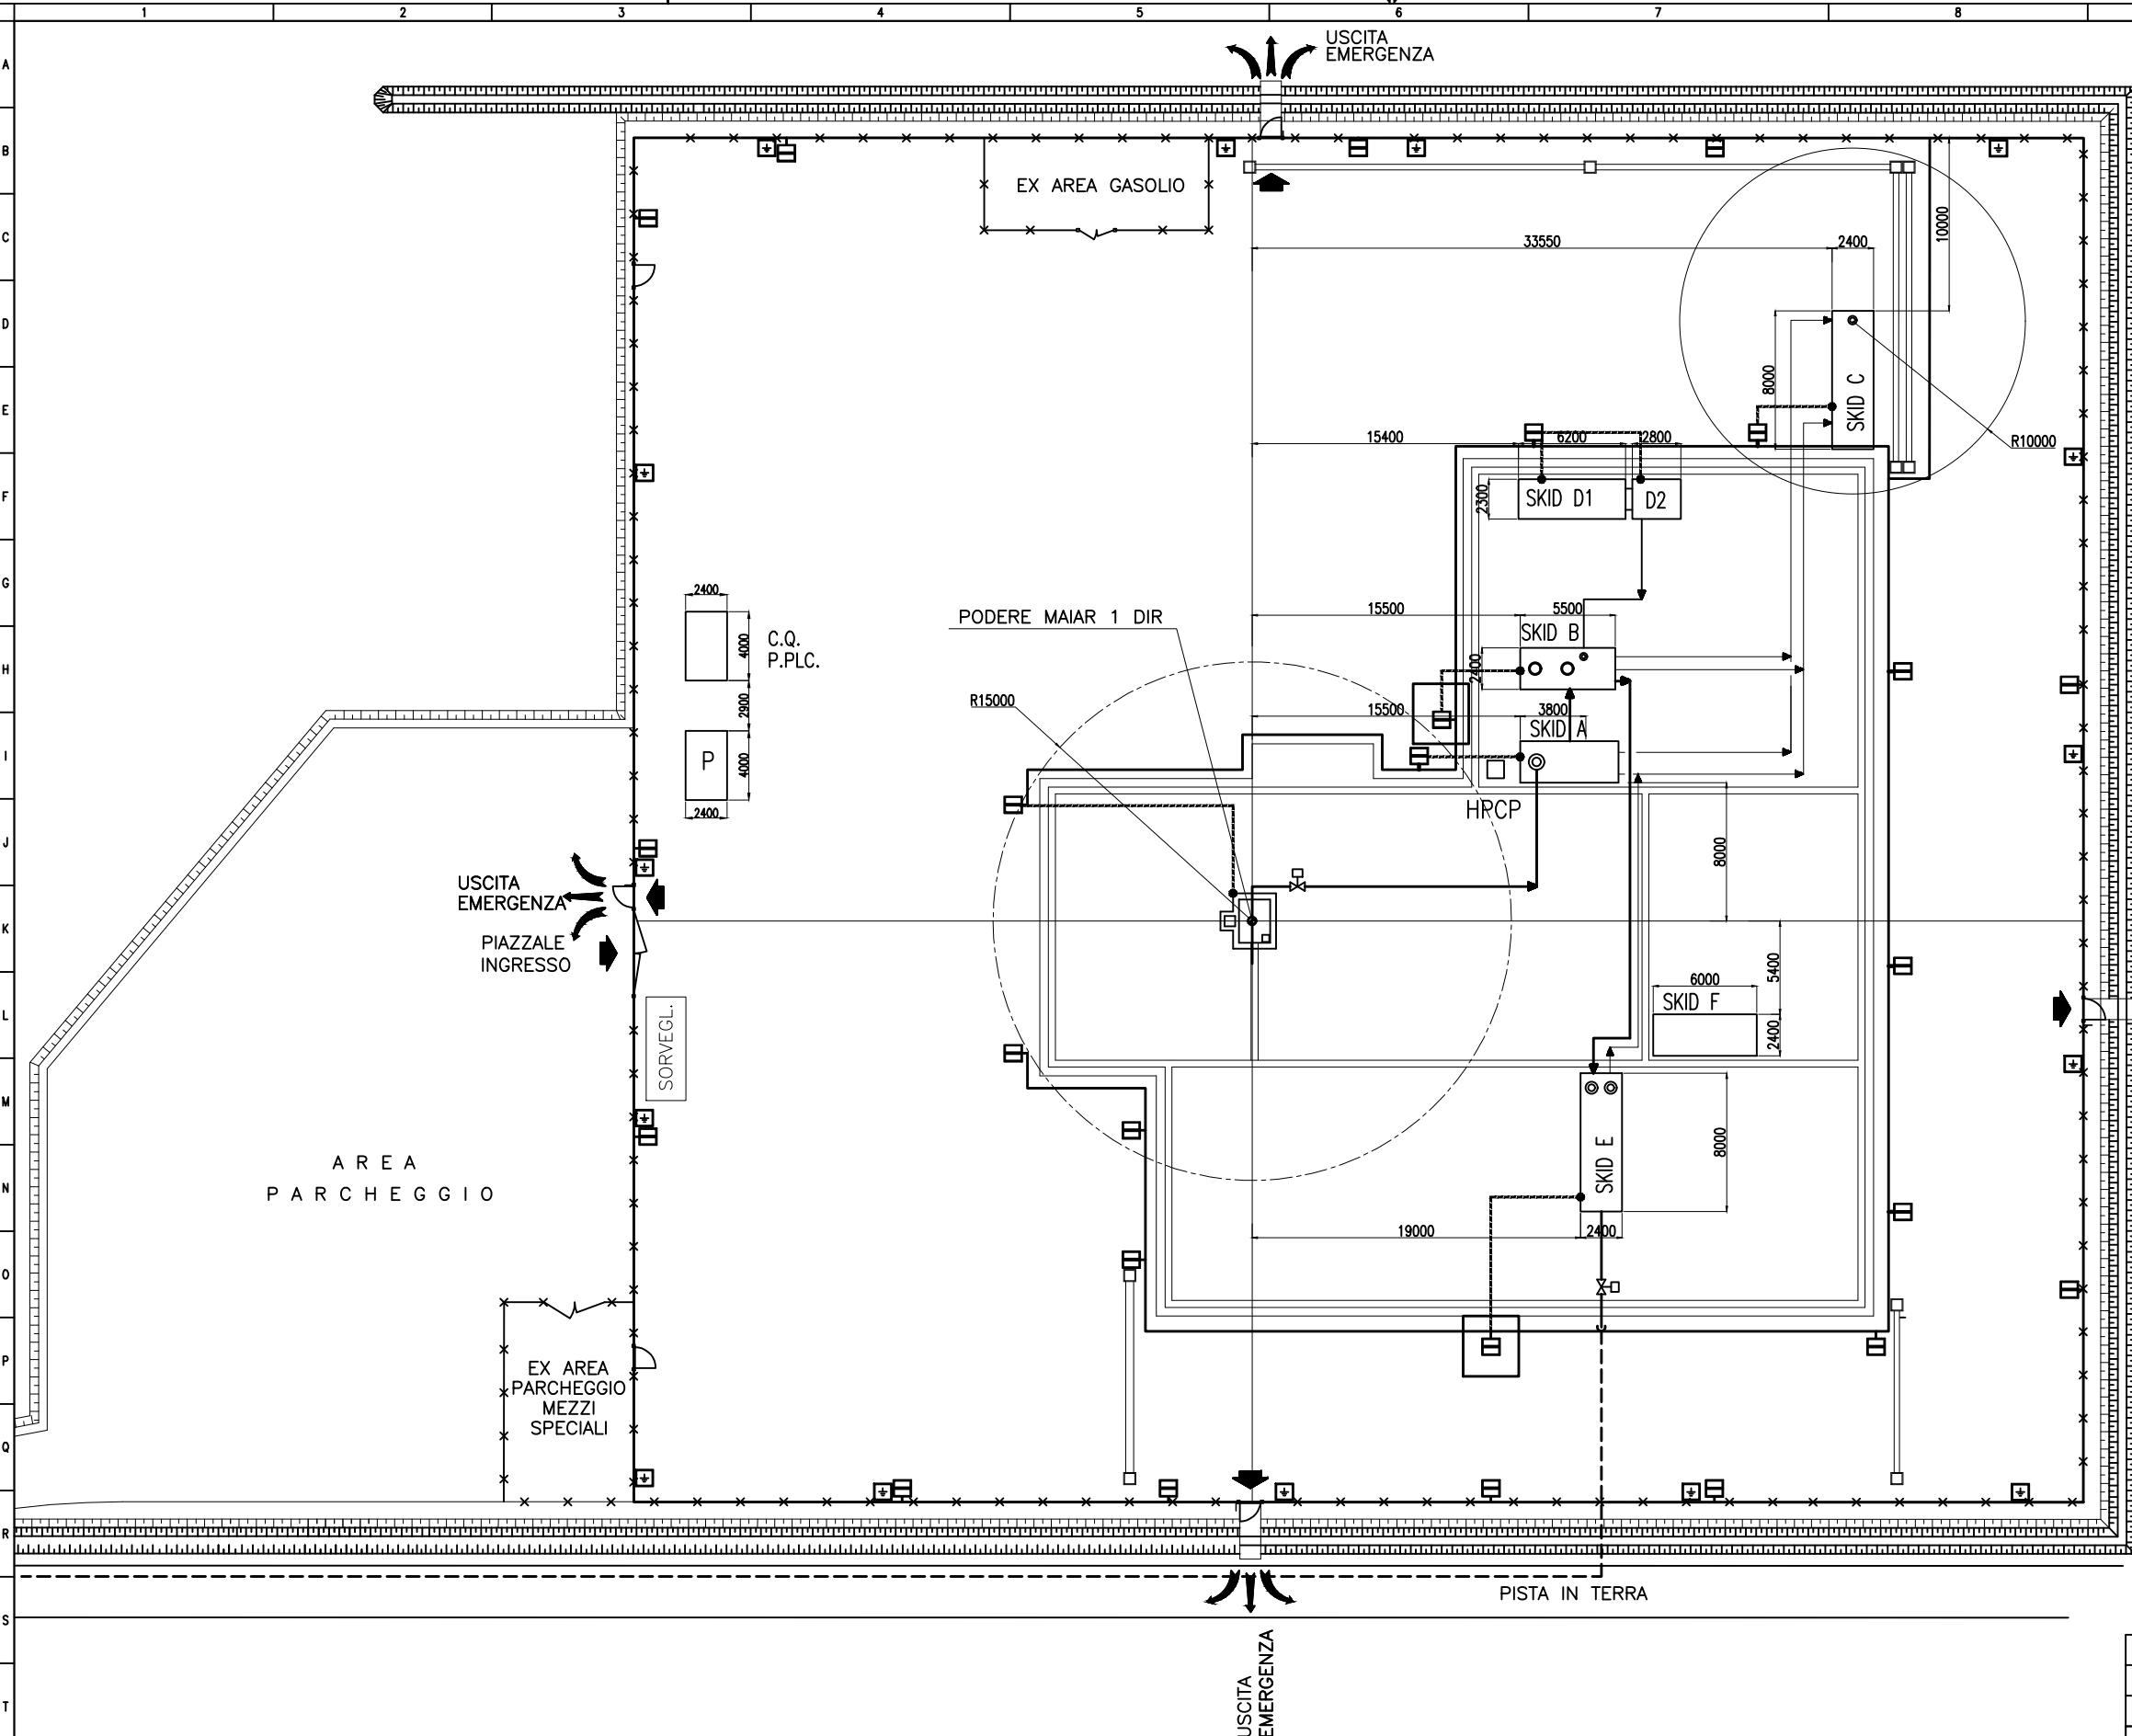 1 2 3 4 5 6 7 8
A
USCITA
EMERGENZA
B
EX AREA GASOLIO
C
33550
2400
10000
D
8000
SKID C
E
15400
6200
2800
R10000
F
2300
SKID D1
D2
G
2400
4000
C.Q.
P.PLC.
PODERE MAIAR 1 DIR
15500
5500
SKID B
H
2400
2900
R15000
15500
3800
SKID A
I
P
4000
2400
HPCP
J
8000
USCITA
EMERGENZA
K
PIAZZALE
INGRESSO
5400
6000
SKID F
L
SORVEGL.
2400
M
AREA
PARCHEGGIO
SKID E
8000
N
19000
2400
O
P
EX AREA
PARCHEGGIO
MEZZI
SPECIALI
Q
R
PISTA IN TERRA
S
USCITA
EMERGENZA
T